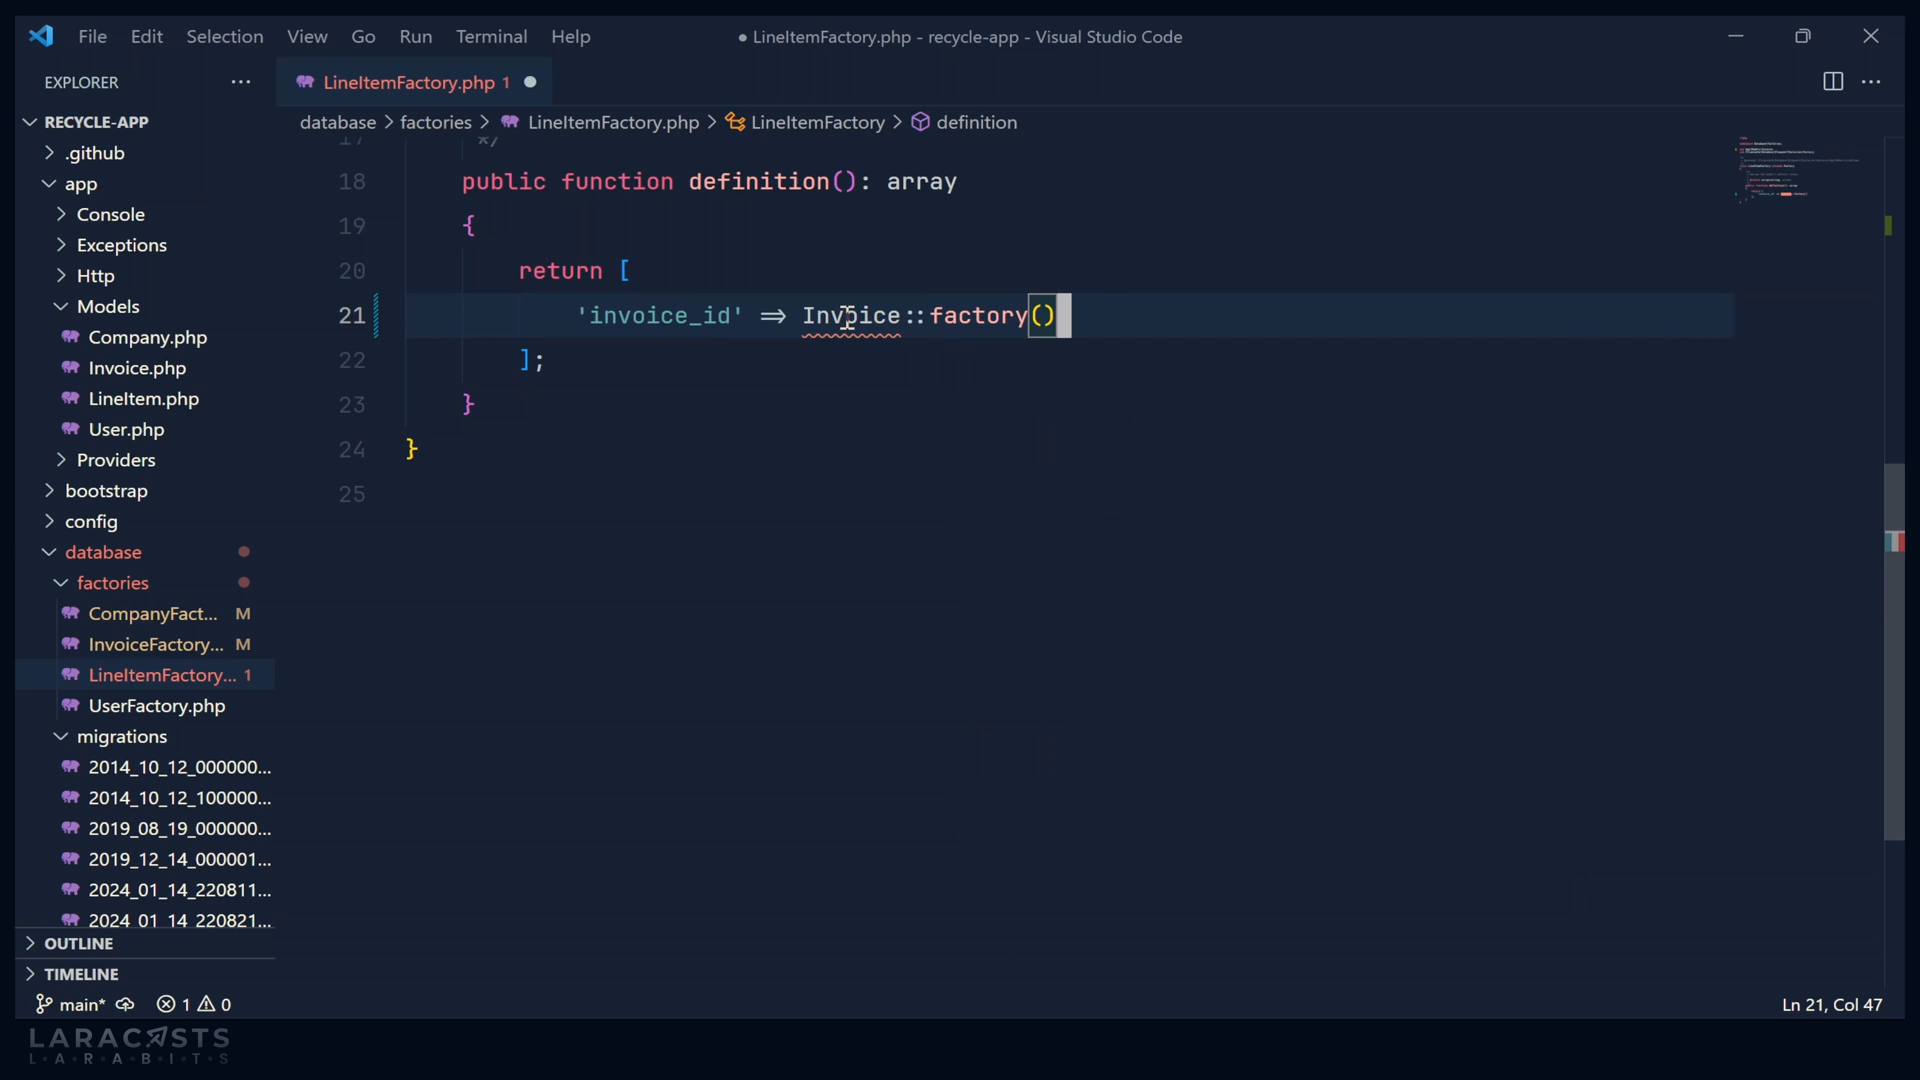 File Edit Selection View Go Run Terminal Help
● LineItemFactory.php - recycle-app - Visual Studio Code
EXPLORER
LineItemFactory.php 1
RECYCLE-APP
database > factories > LineItemFactory.php > LineItemFactory > definition
.github
app
Console
Exceptions
Http
Models
Company.php
Invoice.php
LineItem.php
User.php
Providers
bootstrap
config
database
factories
CompanyFact... M
InvoiceFactory... M
LineItemFactory... 1
UserFactory.php
migrations
2014_10_12_000000...
2014_10_12_100000...
2019_08_19_000000...
2019_12_14_000001...
2024_01_14_220811...
2024_01_14_220821...
OUTLINE
TIMELINE
17 */
18 public function definition(): array
19 {
20 return [
21 'invoice_id' => Invoice::factory()
22 ];
23 }
24 }
25
main* 1 0
Ln 21, Col 47
LARACASTS
L·A·R·A·B·I·T·S